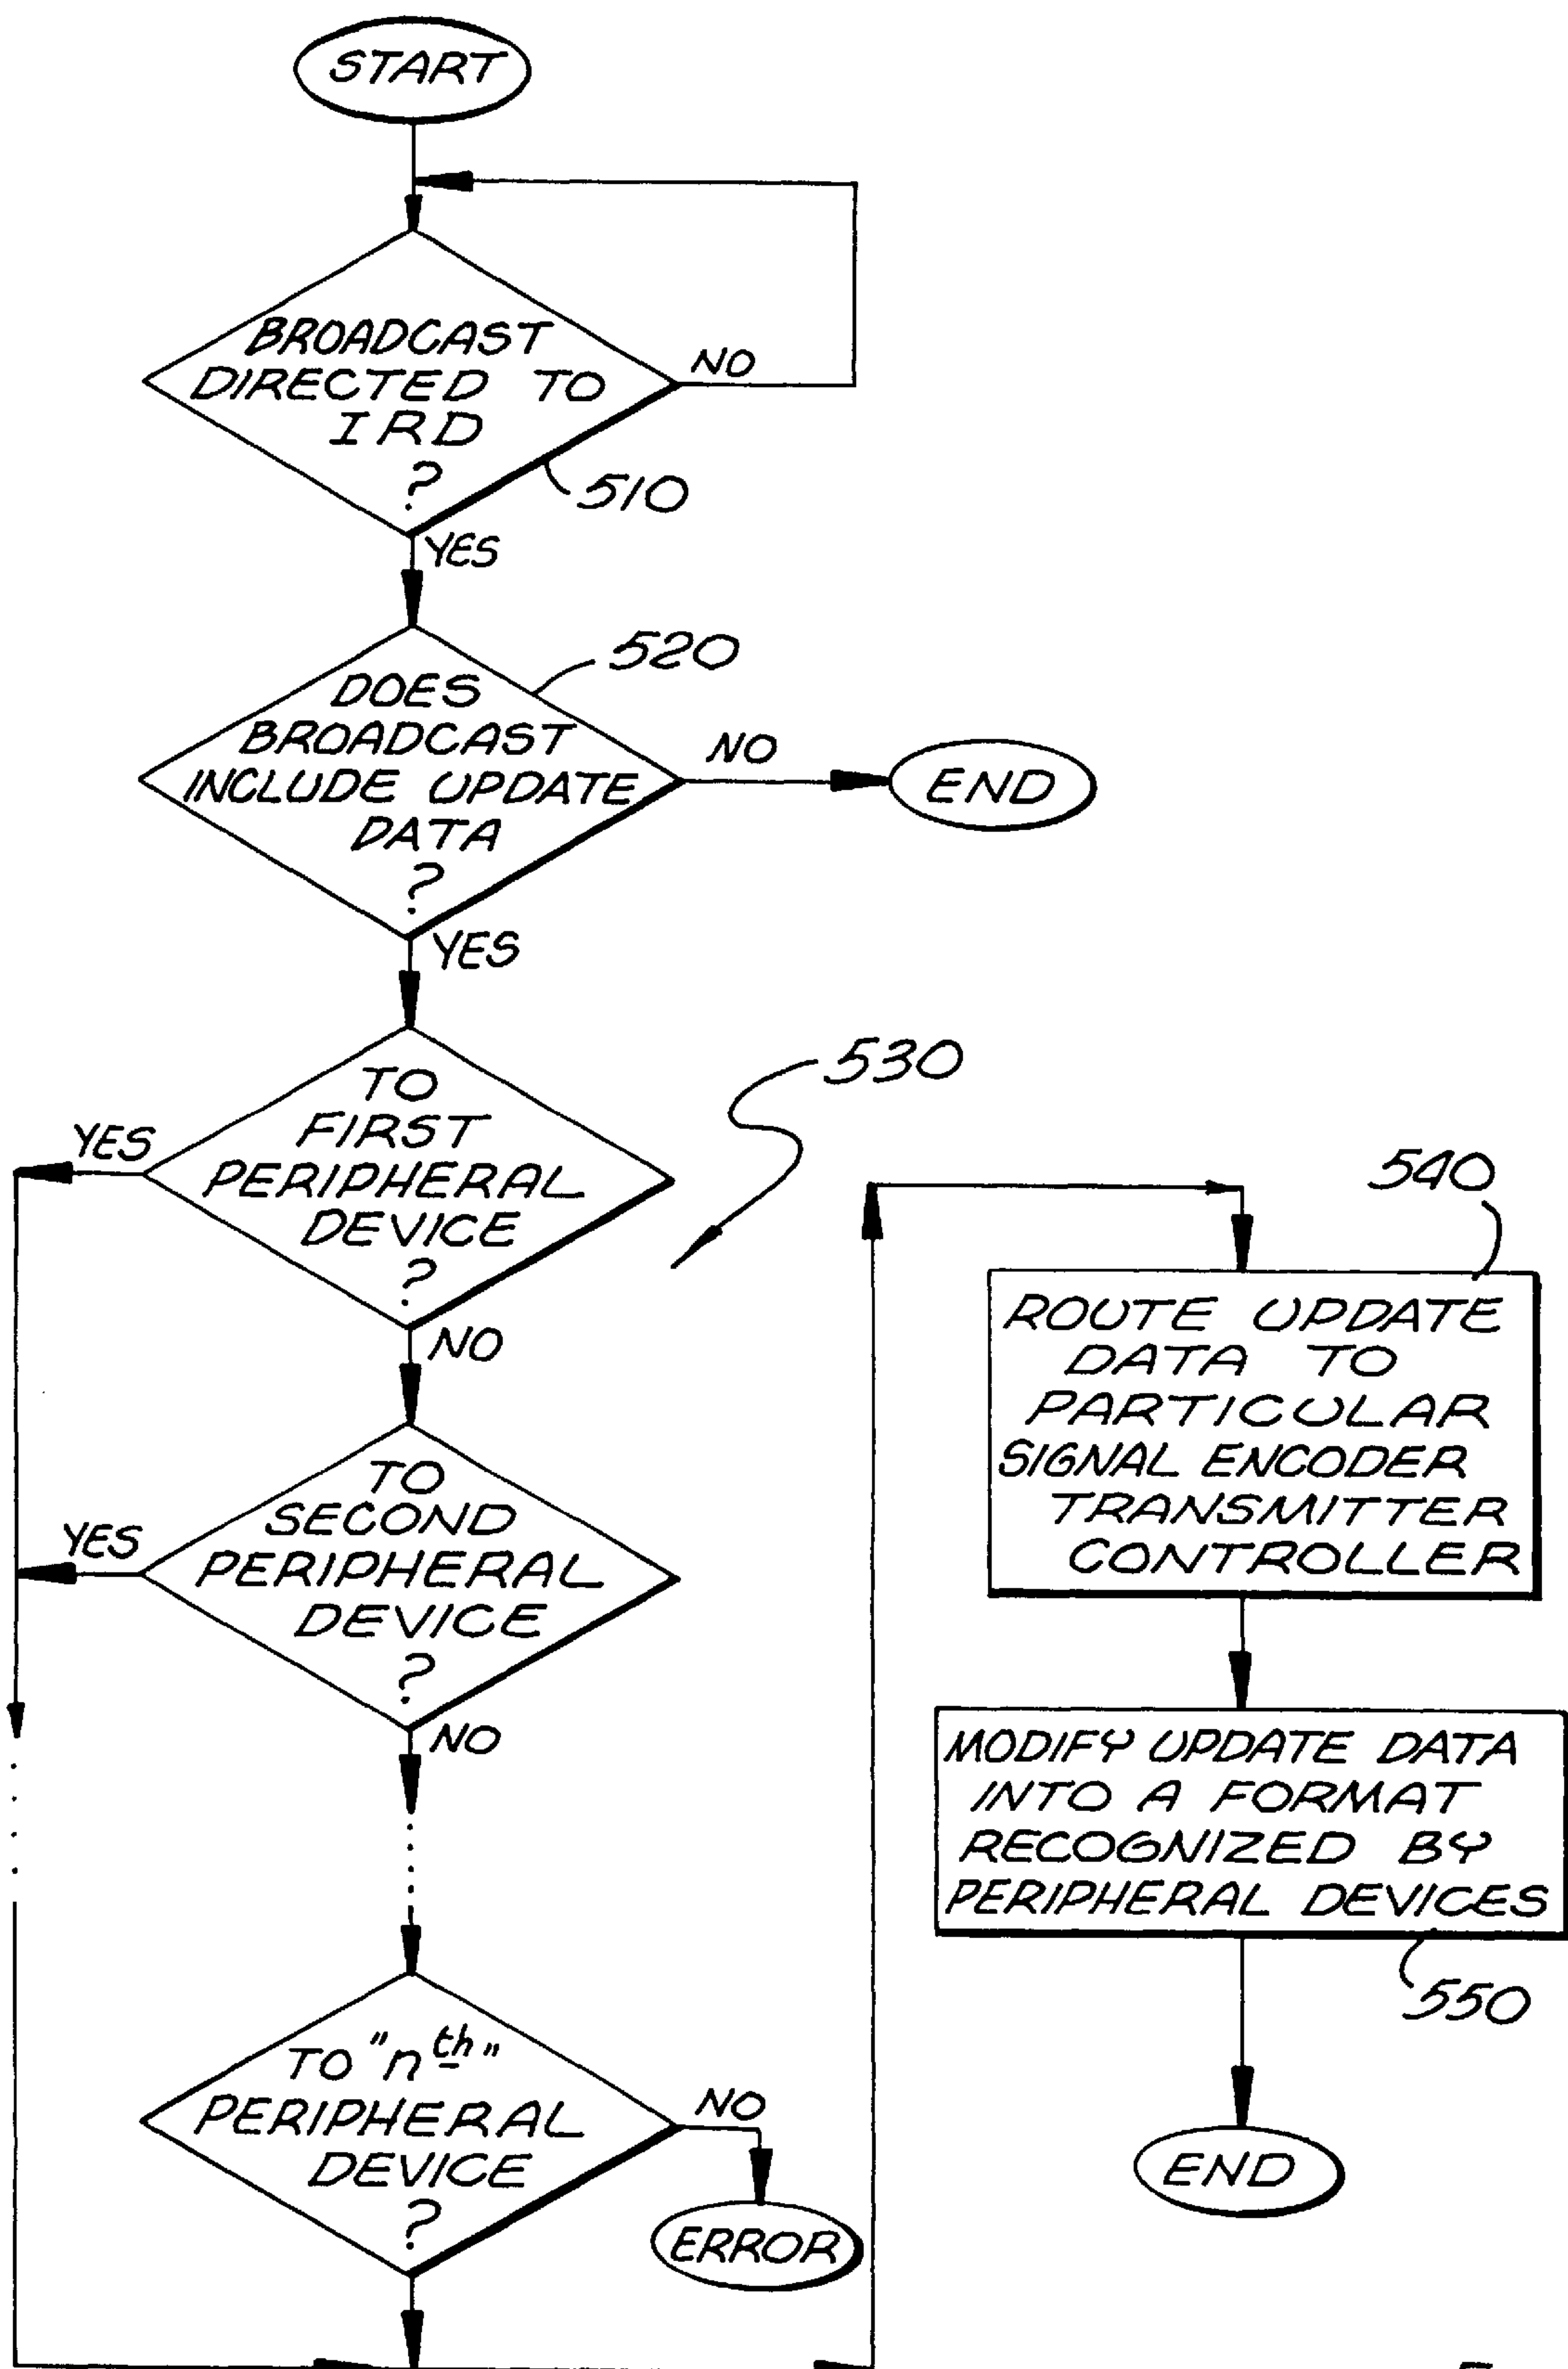 START
BROADCAST
DIRECTED TO
IRD
?
NO
510
YES
520
DOES
BROADCAST
INCLUDE UPDATE
DATA
?
NO
END
YES
530
TO
FIRST
PERIPHERAL
DEVICE
?
YES
NO
TO
SECOND
PERIPHERAL
DEVICE
?
YES
NO
TO "nth"
PERIPHERAL
DEVICE
?
NO
ERROR
540
ROUTE UPDATE
DATA TO
PARTICULAR
SIGNAL ENCODER
TRANSMITTER
CONTROLLER
MODIFY UPDATE DATA
INTO A FORMAT
RECOGNIZED BY
PERIPHERAL DEVICES
550
END